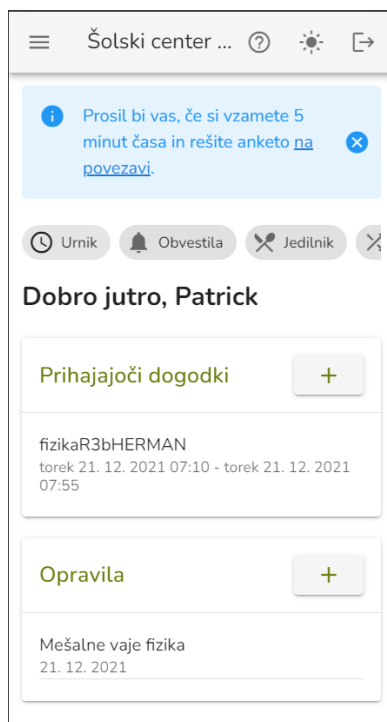 Šolski center ...
Prosil bi vas, če si vzamete 5
minut časa in rešite anketo na
povezavi.
Urnik Obvestila Jedilnik
Dobro jutro, Patrick
Prihajajoči dogodki +
fizikaR3bHERMAN
torek 21. 12. 2021 07:10 - torek 21. 12. 2021
07:55
Opravila +
Mešalne vaje fizika
21. 12. 2021